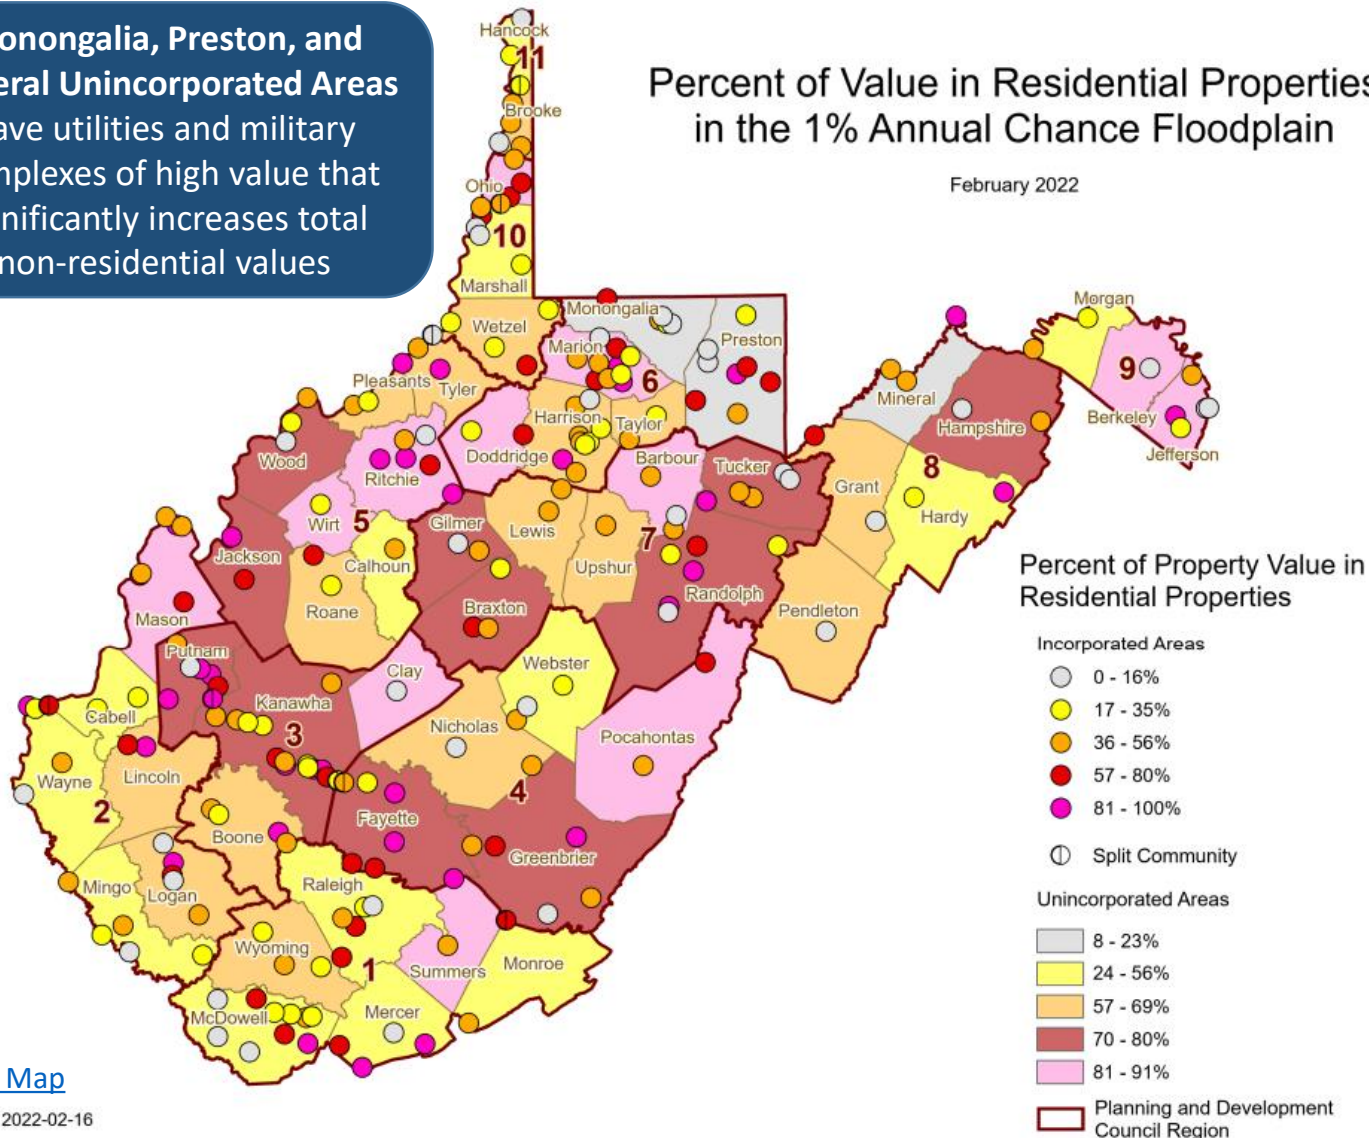 onongalia, Preston, and
eral Unincorporated Areas
ave utilities and military
mplexes of high value that
nificantly increases total
non-residential values
Percent of Value in Residential Properties
in the 1% Annual Chance Floodplain
February 2022
Hancock
11
Brooke
Ohio
10
Marshall
Wetzel
Monongalia
Preston
Marion
6
Morgan
9
Berkeley
Jefferson
Mineral
Hampshire
8
Grant
Hardy
Pleasants
Tyler
Harrison
Taylor
Doddridge
Barbour
Tucker
Wood
Ritchie
Wirt
5
Gilmer
Lewis
7
Upshur
Jackson
Calhoun
Roane
Braxton
Randolph
Pendleton
Mason
Putnam
Clay
Webster
Kanawha
3
Cabell
Nicholas
Pocahontas
Wayne
Lincoln
2
4
Boone
Fayette
Greenbrier
Mingo
Logan
Raleigh
Wyoming
1
Summers
Monroe
McDowell
Mercer
Percent of Property Value in
Residential Properties
Incorporated Areas
0 - 16%
17 - 35%
36 - 56%
57 - 80%
81 - 100%
Split Community
Unincorporated Areas
8 - 23%
24 - 56%
57 - 69%
70 - 80%
81 - 91%
Planning and Development
Council Region
Map
2022-02-16